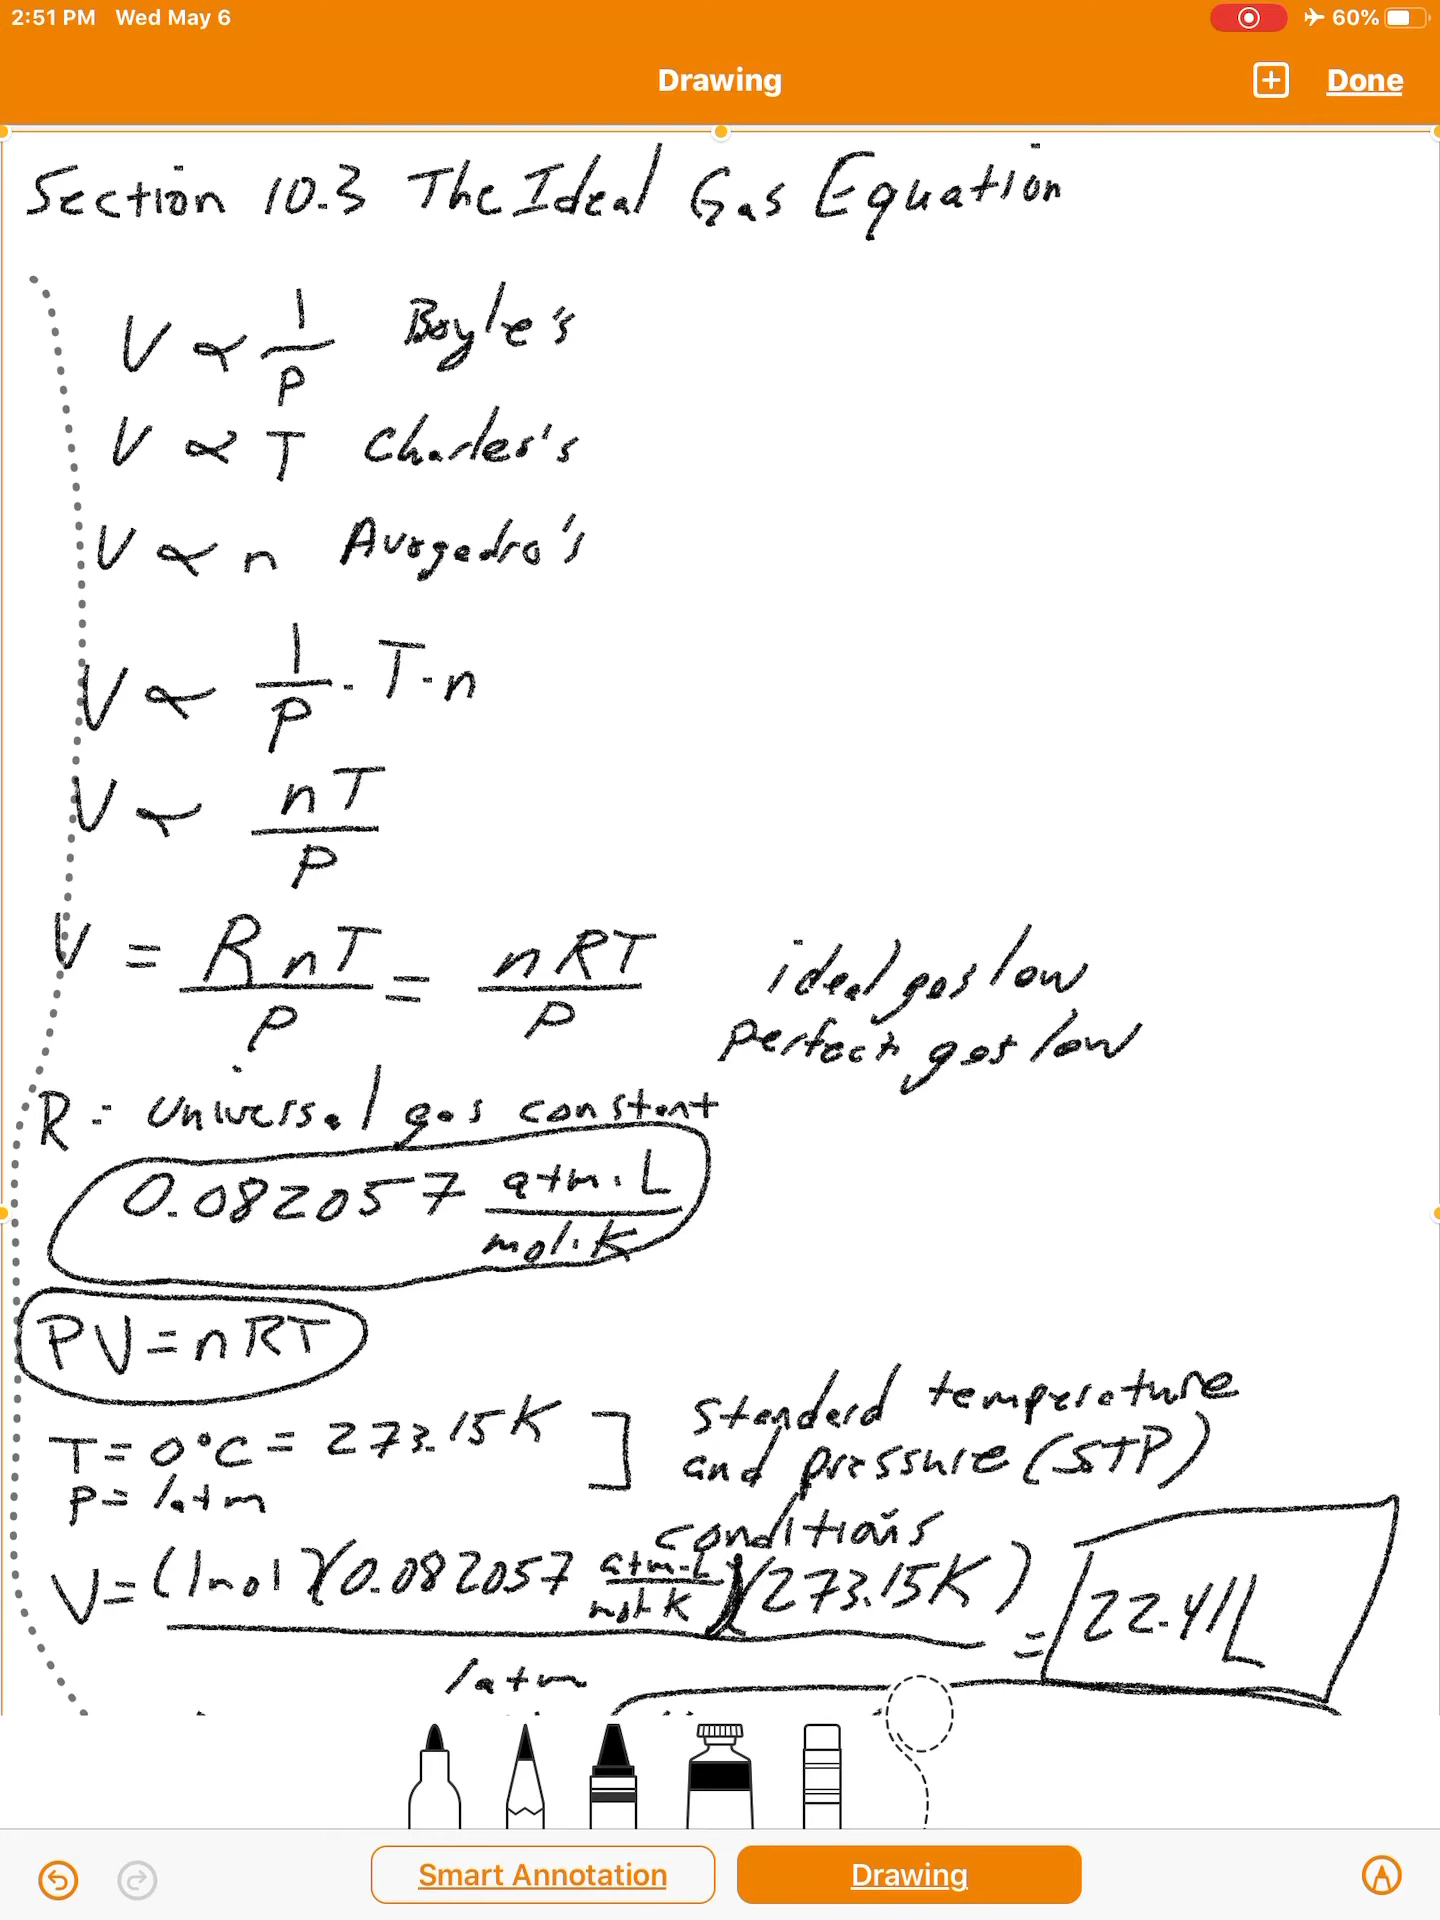 2:51 PM Wed May 6 60%
Drawing Done
Section 10.3 The Ideal Gas Equation
V ∝ 1/P Boyle's
V ∝ T Charles's
V ∝ n Avogadro's
V ∝ 1/P · T · n
V ∝ nT/P
V = RnT/P = nRT/P ideal gas law
perfect gas law
R = universal gas constant
0.082057 atm·L/mol·K
PV = nRT
T = 0°C = 273.15K ] Standard temperature
P = 1atm and pressure (STP)
conditions
V = (1mol)(0.082057 atm·L/mol·K)(273.15K)/1atm = 22.41L
Smart Annotation Drawing